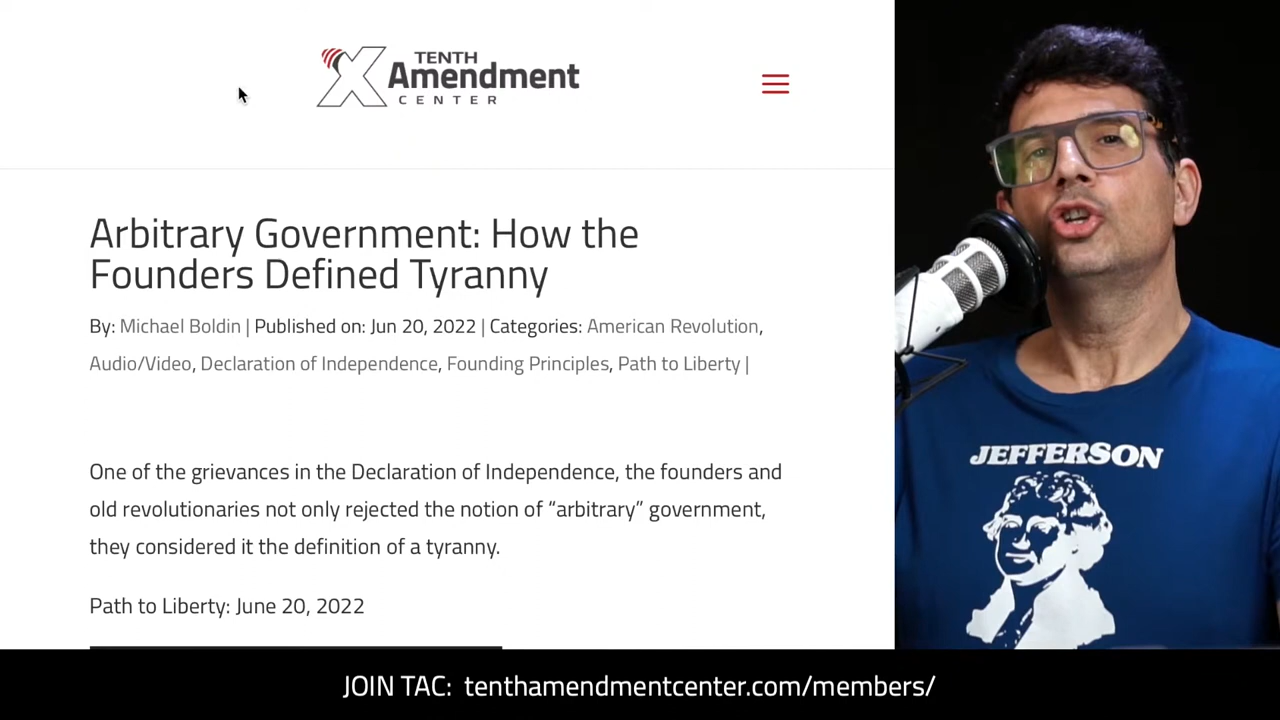 TENTH
Amendment
CENTER
Arbitrary Government: How the
Founders Defined Tyranny
By: Michael Boldin | Published on: Jun 20, 2022 | Categories: American Revolution,
Audio/Video, Declaration of Independence, Founding Principles, Path to Liberty |
One of the grievances in the Declaration of Independence, the founders and
old revolutionaries not only rejected the notion of “arbitrary” government,
they considered it the definition of a tyranny.
Path to Liberty: June 20, 2022
JEFFERSON
JOIN TAC: tenthamendmentcenter.com/members/